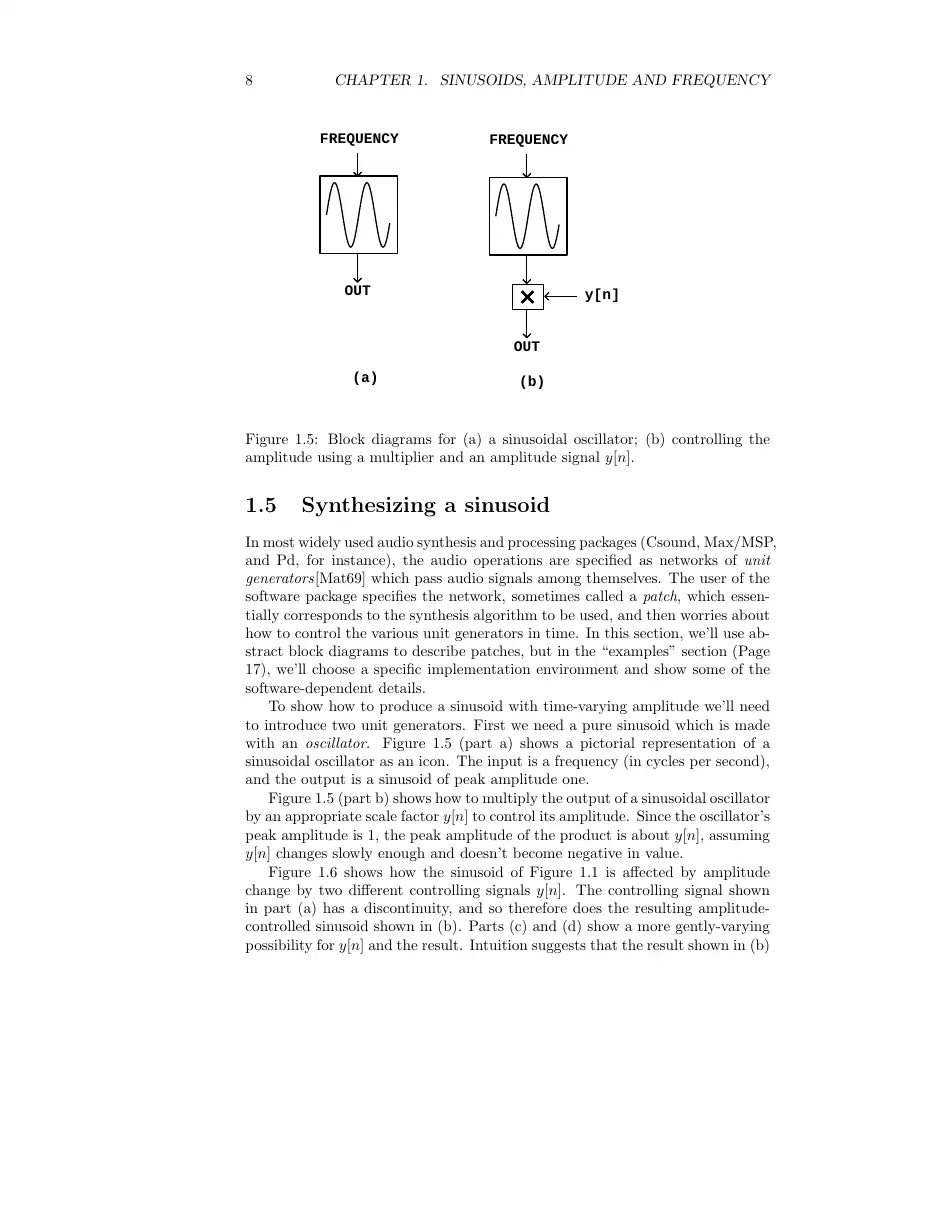 8 CHAPTER 1. SINUSOIDS, AMPLITUDE AND FREQUENCY
FREQUENCY
OUT
(a)
FREQUENCY
y[n]
OUT
(b)
Figure 1.5: Block diagrams for (a) a sinusoidal oscillator; (b) controlling the
amplitude using a multiplier and an amplitude signal y[n].
1.5 Synthesizing a sinusoid
In most widely used audio synthesis and processing packages (Csound, Max/MSP,
and Pd, for instance), the audio operations are specified as networks of unit
generators[Mat69] which pass audio signals among themselves. The user of the
software package specifies the network, sometimes called a patch, which essen-
tially corresponds to the synthesis algorithm to be used, and then worries about
how to control the various unit generators in time. In this section, we'll use ab-
stract block diagrams to describe patches, but in the “examples” section (Page
17), we'll choose a specific implementation environment and show some of the
software-dependent details.
To show how to produce a sinusoid with time-varying amplitude we'll need
to introduce two unit generators. First we need a pure sinusoid which is made
with an oscillator. Figure 1.5 (part a) shows a pictorial representation of a
sinusoidal oscillator as an icon. The input is a frequency (in cycles per second),
and the output is a sinusoid of peak amplitude one.
Figure 1.5 (part b) shows how to multiply the output of a sinusoidal oscillator
by an appropriate scale factor y[n] to control its amplitude. Since the oscillator's
peak amplitude is 1, the peak amplitude of the product is about y[n], assuming
y[n] changes slowly enough and doesn't become negative in value.
Figure 1.6 shows how the sinusoid of Figure 1.1 is affected by amplitude
change by two different controlling signals y[n]. The controlling signal shown
in part (a) has a discontinuity, and so therefore does the resulting amplitude-
controlled sinusoid shown in (b). Parts (c) and (d) show a more gently-varying
possibility for y[n] and the result. Intuition suggests that the result shown in (b)